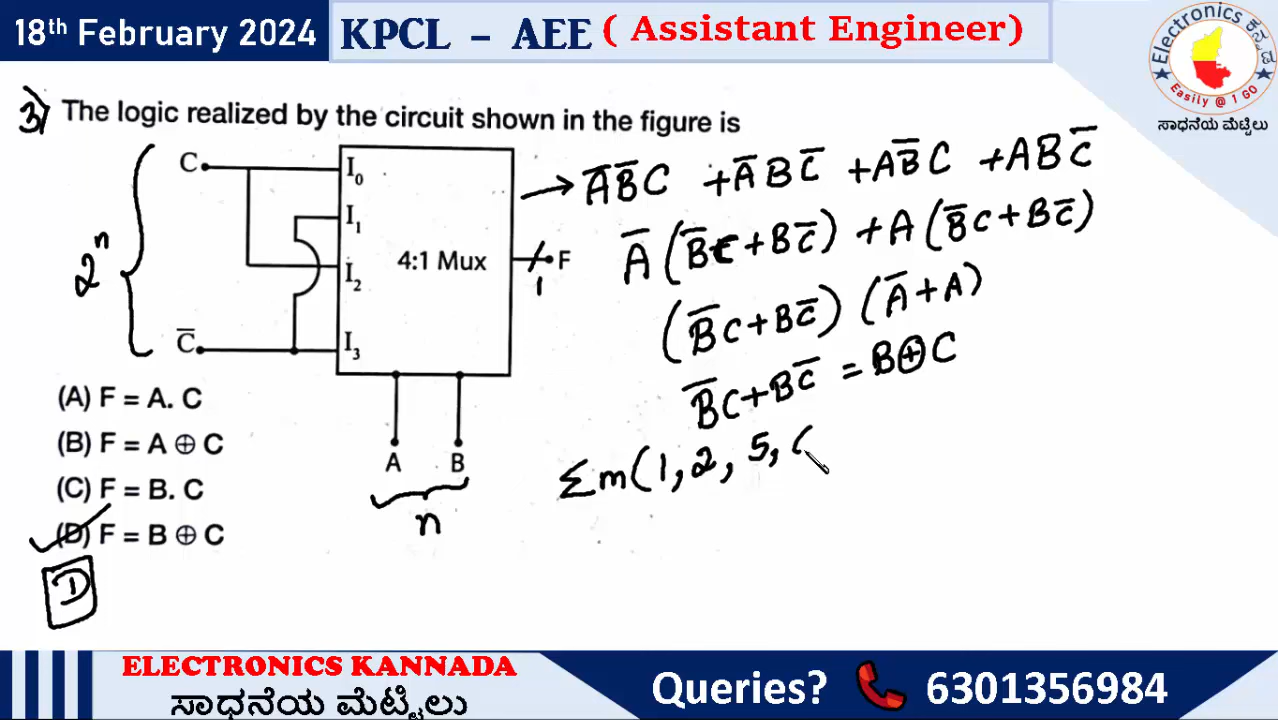 18th February 2024
KPCL - AEE ( Assistant Engineer)
Electronics ಕನ್ನಡ
Easily @ 1 GO
ಸಾಧನೆಯ ಮೆಟ್ಟಿಲು
3) The logic realized by the circuit shown in the figure is
C
I₀
I₁
I₂
I₃
4:1 Mux
F
1
C̅
2ⁿ
A B
n
→ A̅B̅C + A̅BC̅ + AB̅C + ABC̅
A̅(B̅C + BC̅) + A(B̅C + BC̅)
(B̅C + BC̅) (A̅ + A)
B̅C + BC̅ = B⊕C
Σm(1, 2, 5,
(A) F = A. C
(B) F = A ⊕ C
(C) F = B. C
(D) F = B ⊕ C
D
ELECTRONICS KANNADA
ಸಾಧನೆಯ ಮೆಟ್ಟಿಲು
Queries? 6301356984